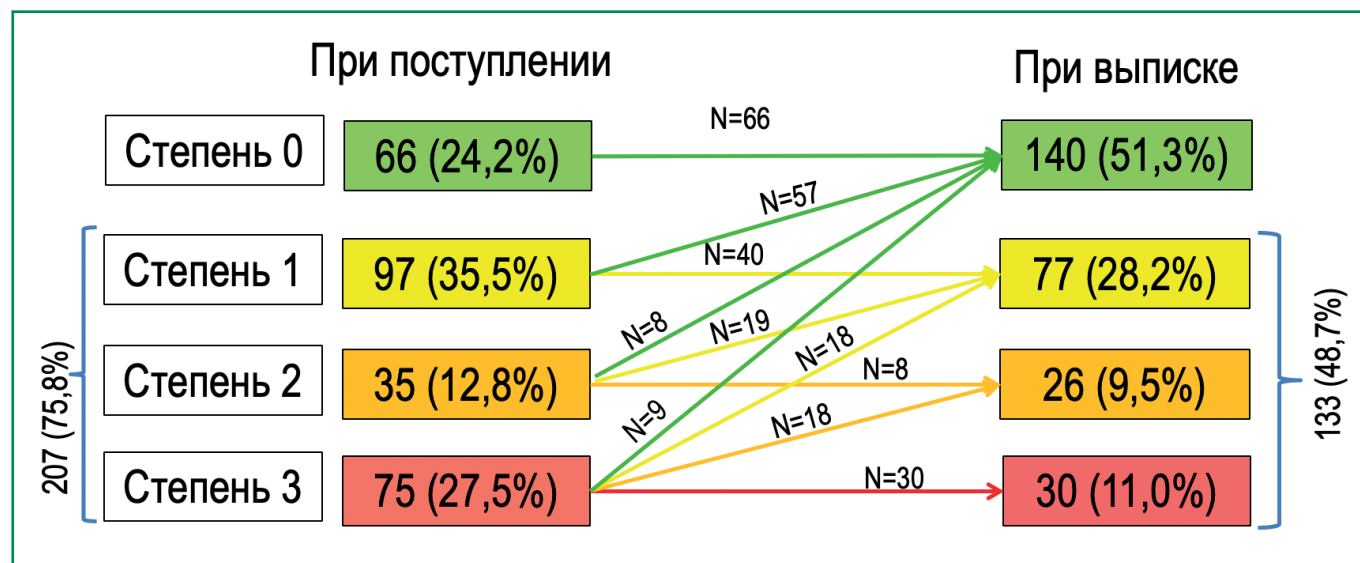 При поступлении
При выписке
Степень 0
66 (24,2%)
N=66
140 (51,3%)
N=57
Степень 1
97 (35,5%)
N=40
77 (28,2%)
N=8
N=19
N=18
Степень 2
35 (12,8%)
N=8
26 (9,5%)
N=9
N=18
Степень 3
75 (27,5%)
N=30
30 (11,0%)
207 (75,8%)
133 (48,7%)